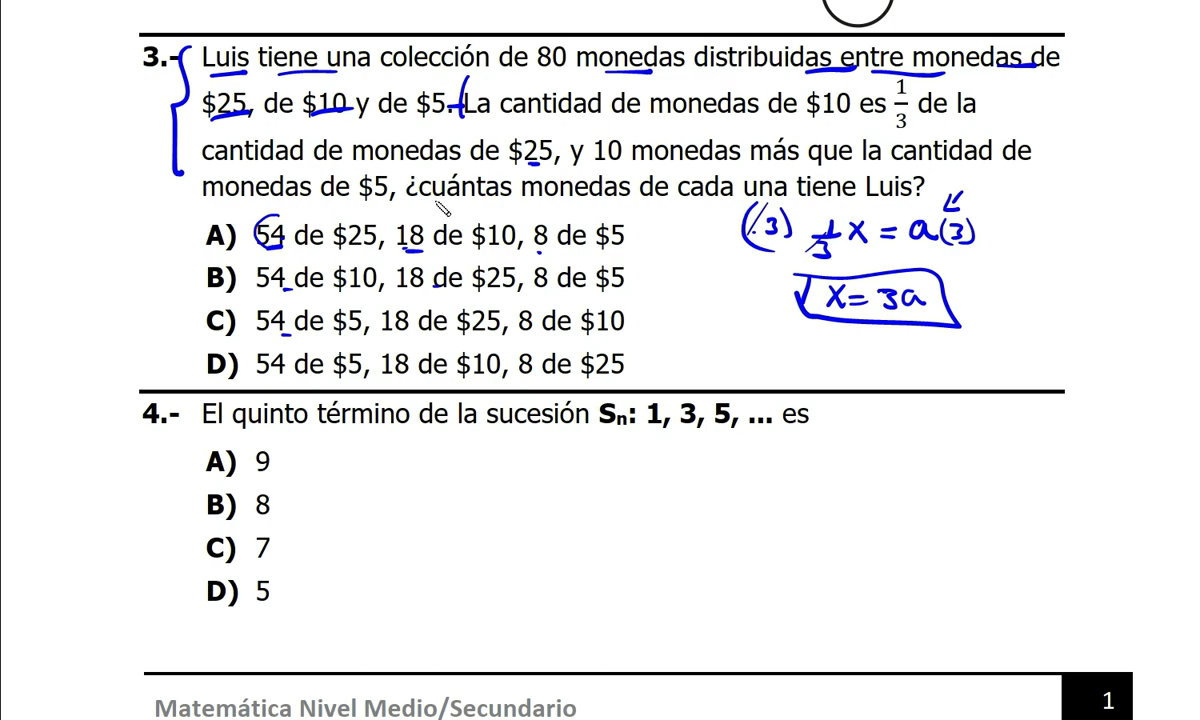 3.- Luis tiene una colección de 80 monedas distribuidas entre monedas de
$25, de $10 y de $5. La cantidad de monedas de $10 es 1/3 de la
cantidad de monedas de $25, y 10 monedas más que la cantidad de
monedas de $5, ¿cuántas monedas de cada una tiene Luis?
A) 54 de $25, 18 de $10, 8 de $5
(.3) 1/3 x = a(3)
B) 54 de $10, 18 de $25, 8 de $5
x = 3a
C) 54 de $5, 18 de $25, 8 de $10
D) 54 de $5, 18 de $10, 8 de $25
4.- El quinto término de la sucesión Sn: 1, 3, 5, ... es
A) 9
B) 8
C) 7
D) 5
Matemática Nivel Medio/Secundario
1